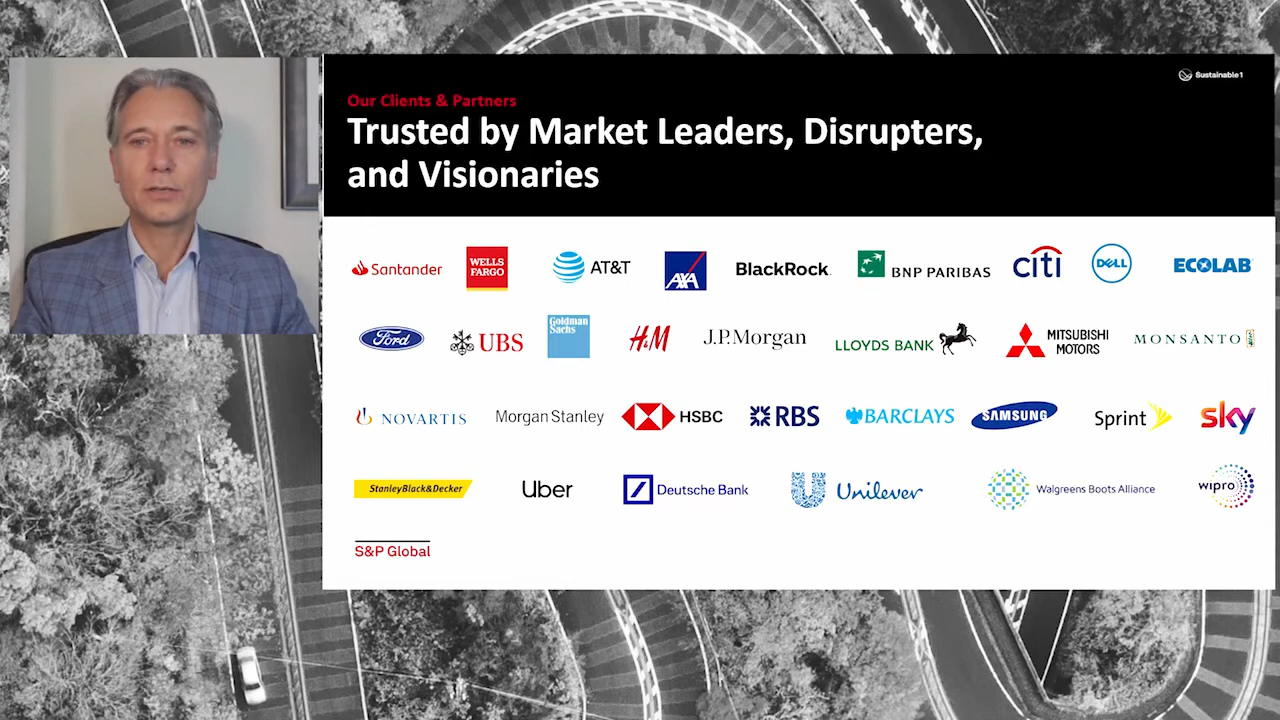 Sustainable1
Our Clients & Partners
Trusted by Market Leaders, Disrupters,
and Visionaries
Santander
WELLS
FARGO
AT&T
AXA
BlackRock.
BNP PARIBAS
citi
DELL
ECOLAB
Ford
UBS
Goldman
Sachs
H&M
J.P.Morgan
LLOYDS BANK
MITSUBISHI
MOTORS
MONSANTO
NOVARTIS
Morgan Stanley
HSBC
RBS
BARCLAYS
SAMSUNG
Sprint
sky
StanleyBlack&Decker
Uber
Deutsche Bank
Unilever
Walgreens Boots Alliance
wipro
S&P Global